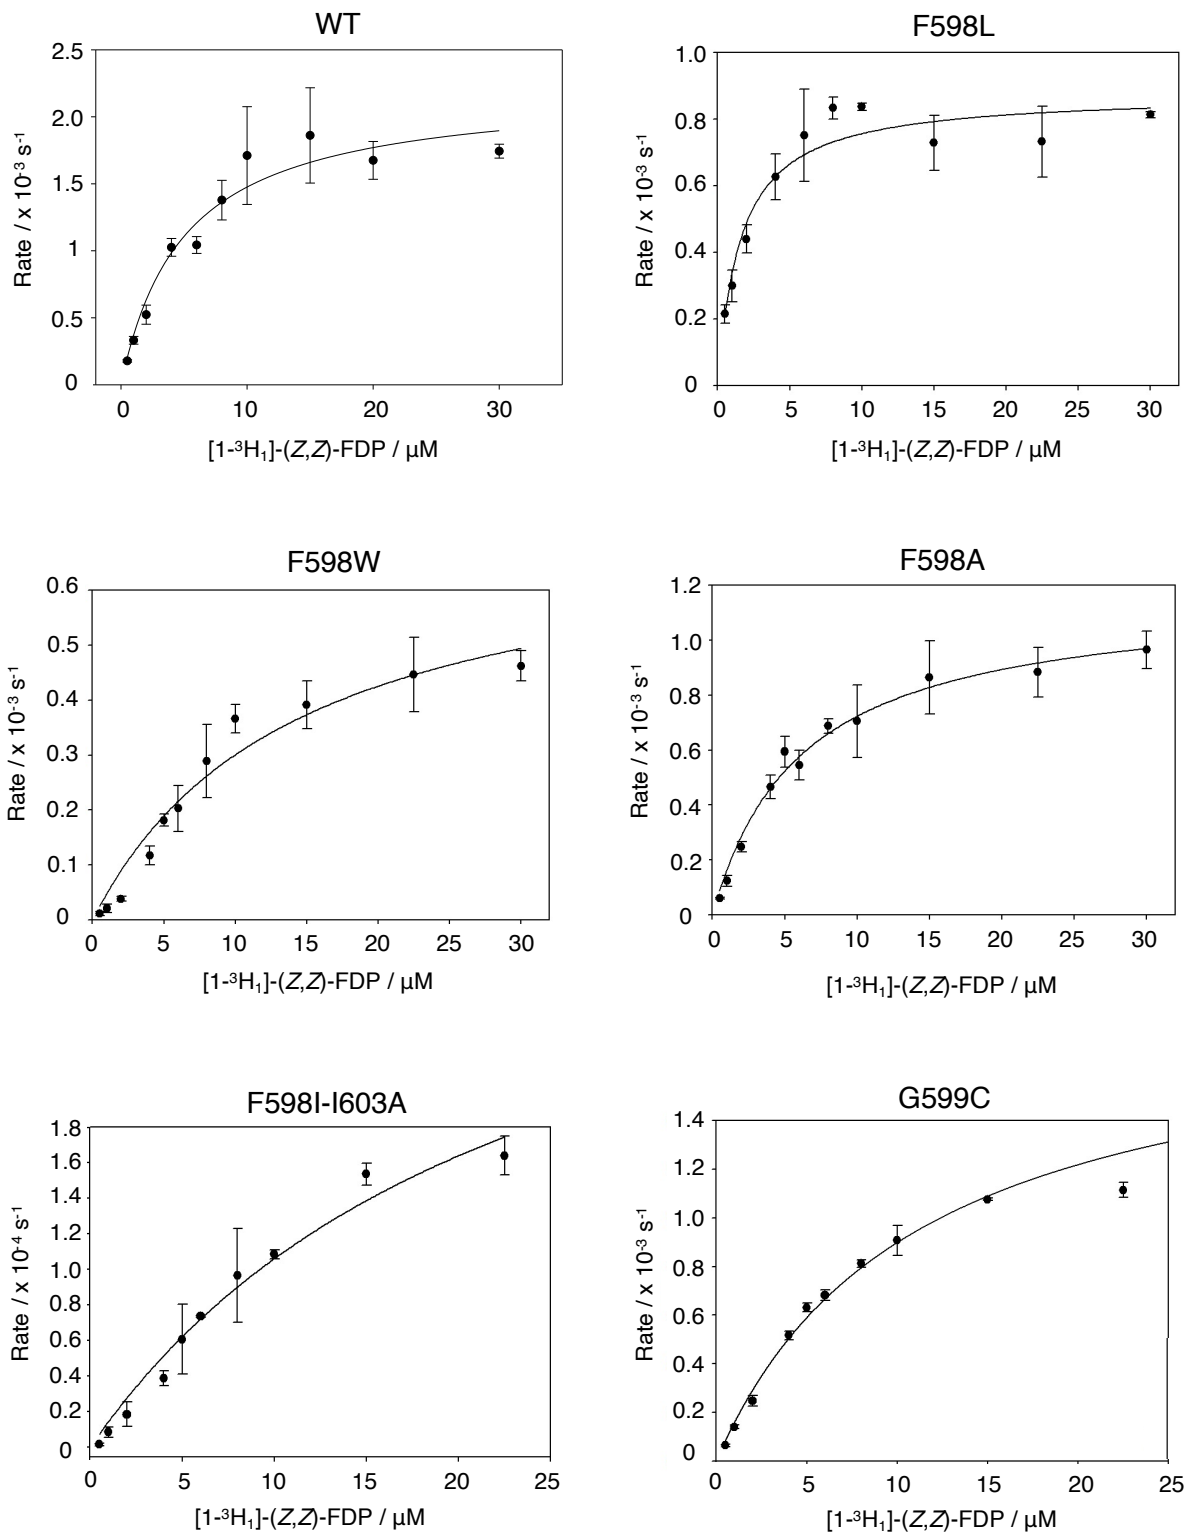 WT
2.5
2.0
1.5
1
0.5
0
0 10 20 30
Rate / x 10⁻³ s⁻¹
[1-³H₁]-(Z,Z)-FDP / μM
F598L
1.0
0.8
0.6
0.4
0.2
0
0 5 10 15 20 25 30
Rate / x 10⁻³ s⁻¹
[1-³H₁]-(Z,Z)-FDP / μM
F598W
0.6
0.5
0.4
0.3
0.2
0.1
0
0 5 10 15 20 25 30
Rate / x 10⁻³ s⁻¹
[1-³H₁]-(Z,Z)-FDP / μM
F598A
1.2
1.0
0.8
0.6
0.4
0.2
0
0 5 10 15 20 25 30
Rate / x 10⁻³ s⁻¹
[1-³H₁]-(Z,Z)-FDP / μM
F598I-I603A
1.8
1.6
1.4
1.2
1.0
0.8
0.6
0.4
0.2
0
0 5 10 15 20 25
Rate / x 10⁻⁴ s⁻¹
[1-³H₁]-(Z,Z)-FDP / μM
G599C
1.4
1.2
1.0
0.8
0.6
0.4
0.2
0
0 5 10 15 20 25
Rate / x 10⁻³ s⁻¹
[1-³H₁]-(Z,Z)-FDP / μM